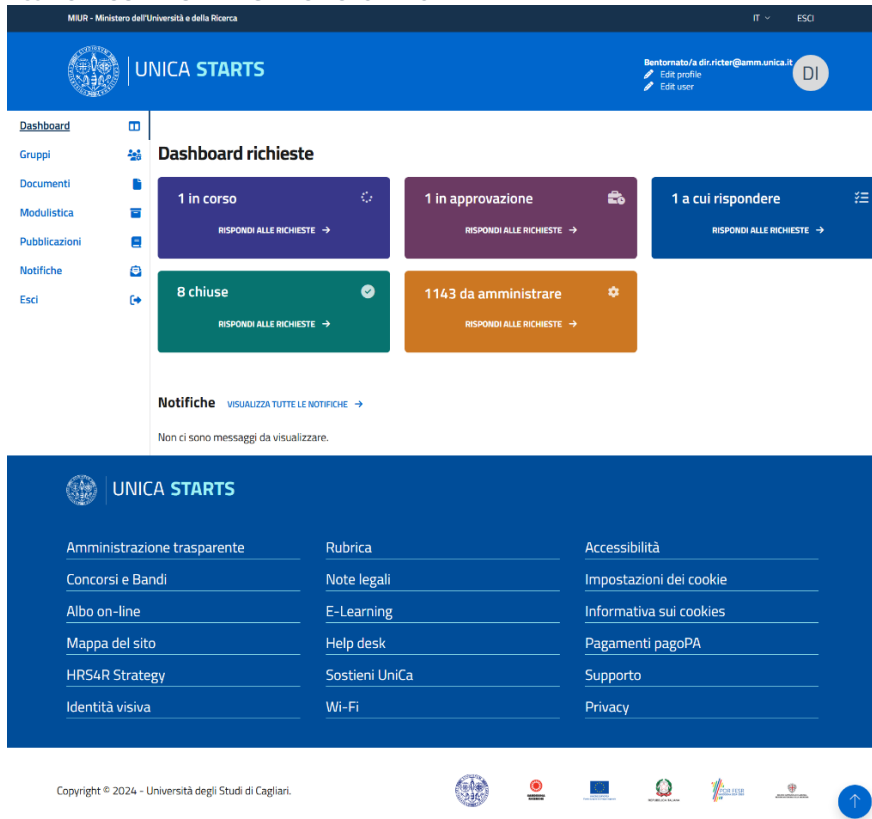 MIUR - Ministero dell'Università e della Ricerca
IT
ESCI
UNICA STARTS
Bentornato/a dir.ricter@amm.unica.it
Edit profile
Edit user
DI
Dashboard
Gruppi
Documenti
Modulistica
Pubblicazioni
Notifiche
Esci
Dashboard richieste
1 in corso
RISPONDI ALLE RICHIESTE →
1 in approvazione
RISPONDI ALLE RICHIESTE →
1 a cui rispondere
RISPONDI ALLE RICHIESTE →
8 chiuse
RISPONDI ALLE RICHIESTE →
1143 da amministrare
RISPONDI ALLE RICHIESTE →
Notifiche VISUALIZZA TUTTE LE NOTIFICHE →
Non ci sono messaggi da visualizzare.
UNICA STARTS
Amministrazione trasparente
Rubrica
Accessibilità
Concorsi e Bandi
Note legali
Impostazioni dei cookie
Albo on-line
E-Learning
Informativa sui cookies
Mappa del sito
Help desk
Pagamenti pagoPA
HRS4R Strategy
Sostieni UniCa
Supporto
Identità visiva
Wi-Fi
Privacy
Copyright © 2024 - Università degli Studi di Cagliari.